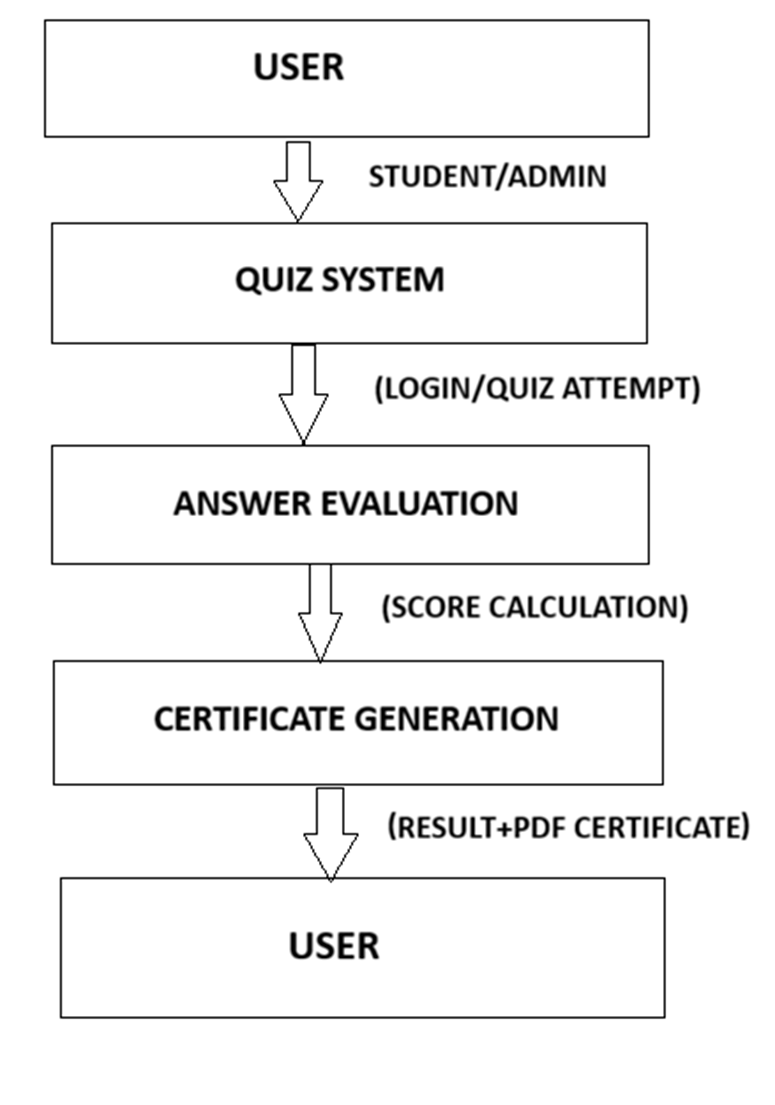 USER
STUDENT/ADMIN
QUIZ SYSTEM
(LOGIN/QUIZ ATTEMPT)
ANSWER EVALUATION
(SCORE CALCULATION)
CERTIFICATE GENERATION
(RESULT+PDF CERTIFICATE)
USER